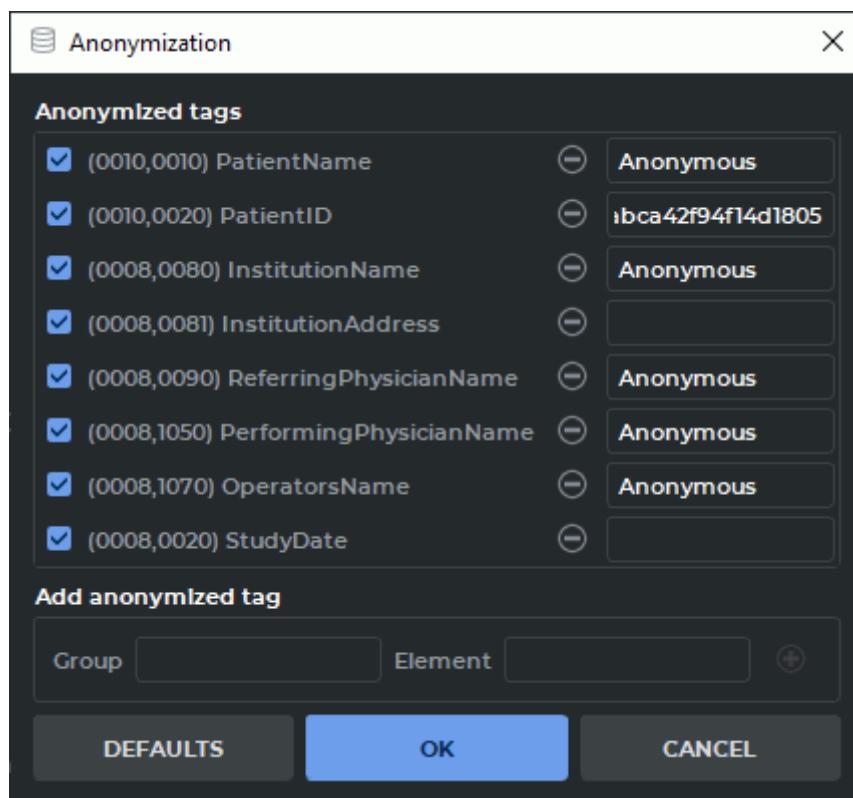 Anonymization
Anonymized tags
(0010,0010) PatientName Anonymous
(0010,0020) PatientID abca42f94f14d1805
(0008,0080) InstitutionName Anonymous
(0008,0081) InstitutionAddress
(0008,0090) ReferringPhysicianName Anonymous
(0008,1050) PerformingPhysicianName Anonymous
(0008,1070) OperatorsName Anonymous
(0008,0020) StudyDate
Add anonymized tag
Group Element
DEFAULTS OK CANCEL